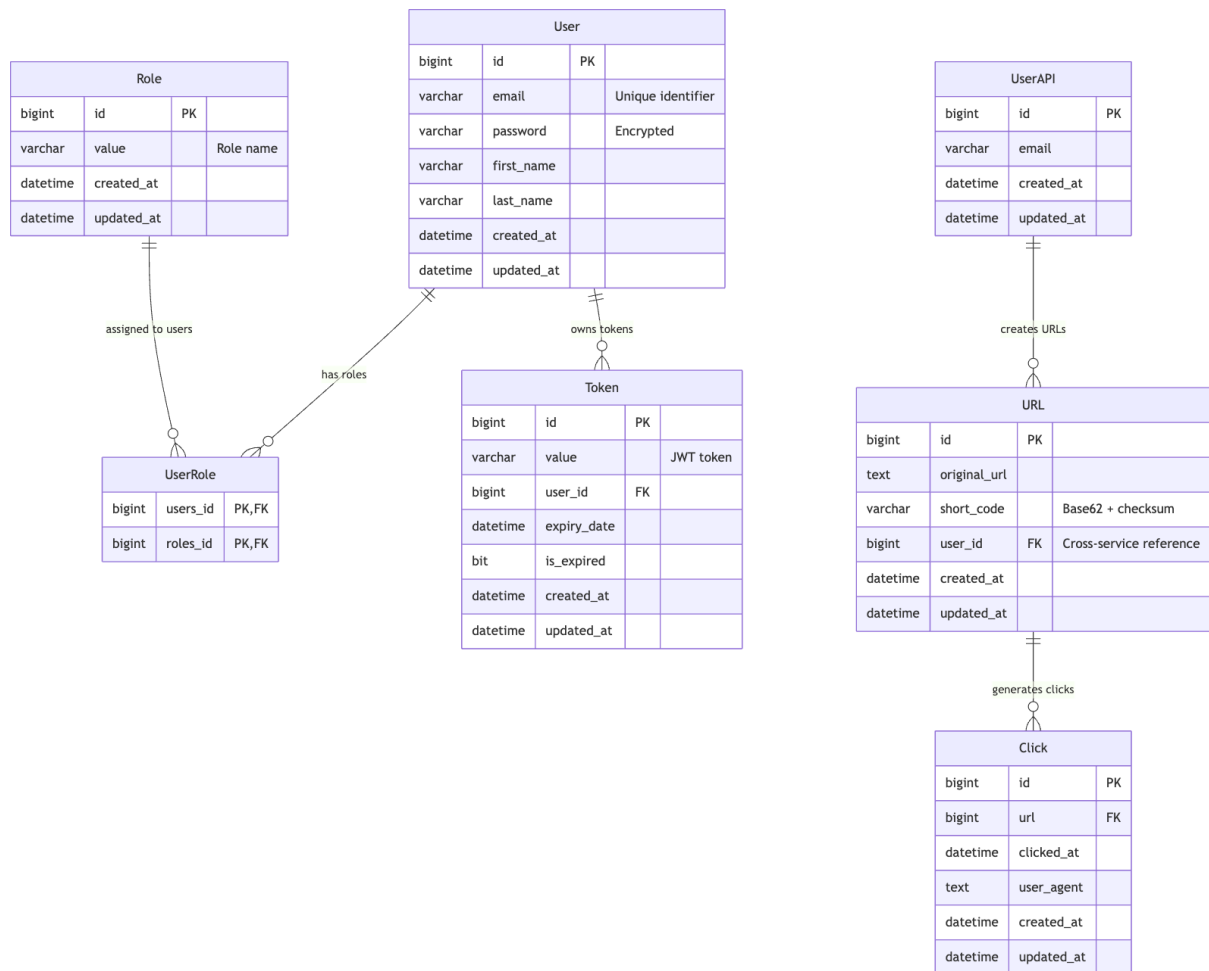 User
bigint id PK
varchar email Unique identifier
varchar password Encrypted
varchar first_name
varchar last_name
datetime created_at
datetime updated_at
Role
bigint id PK
varchar value Role name
datetime created_at
datetime updated_at
UserAPI
bigint id PK
varchar email
datetime created_at
datetime updated_at
assigned to users
has roles
owns tokens
creates URLs
UserRole
bigint users_id PK,FK
bigint roles_id PK,FK
Token
bigint id PK
varchar value JWT token
bigint user_id FK
datetime expiry_date
bit is_expired
datetime created_at
datetime updated_at
URL
bigint id PK
text original_url
varchar short_code Base62 + checksum
bigint user_id FK Cross-service reference
datetime created_at
datetime updated_at
generates clicks
Click
bigint id PK
bigint url FK
datetime clicked_at
text user_agent
datetime created_at
datetime updated_at